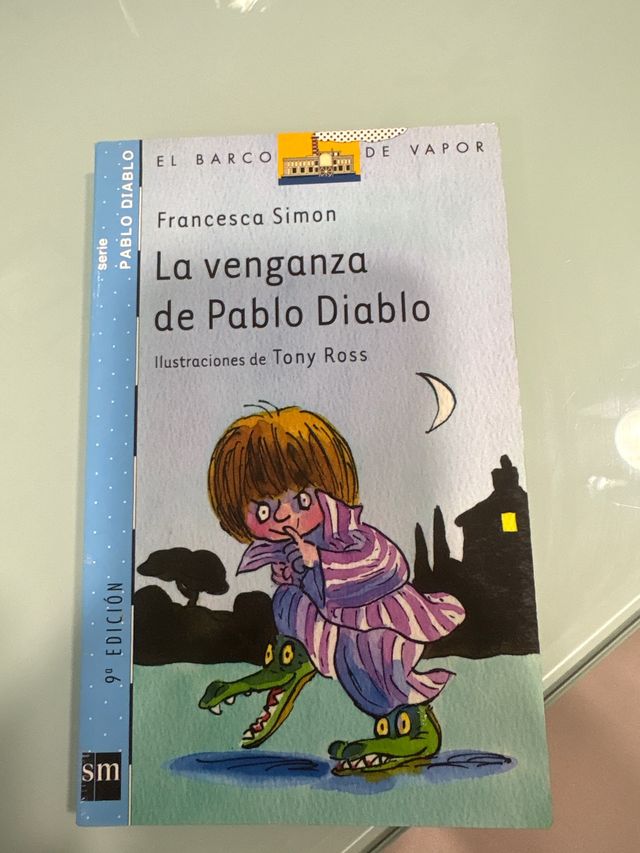 EL BARCO DE VAPOR
Francesca Simon
La venganza
de Pablo Diablo
Ilustraciones de Tony Ross
serie
PABLO DIABLO
9ª EDICIÓN
sm